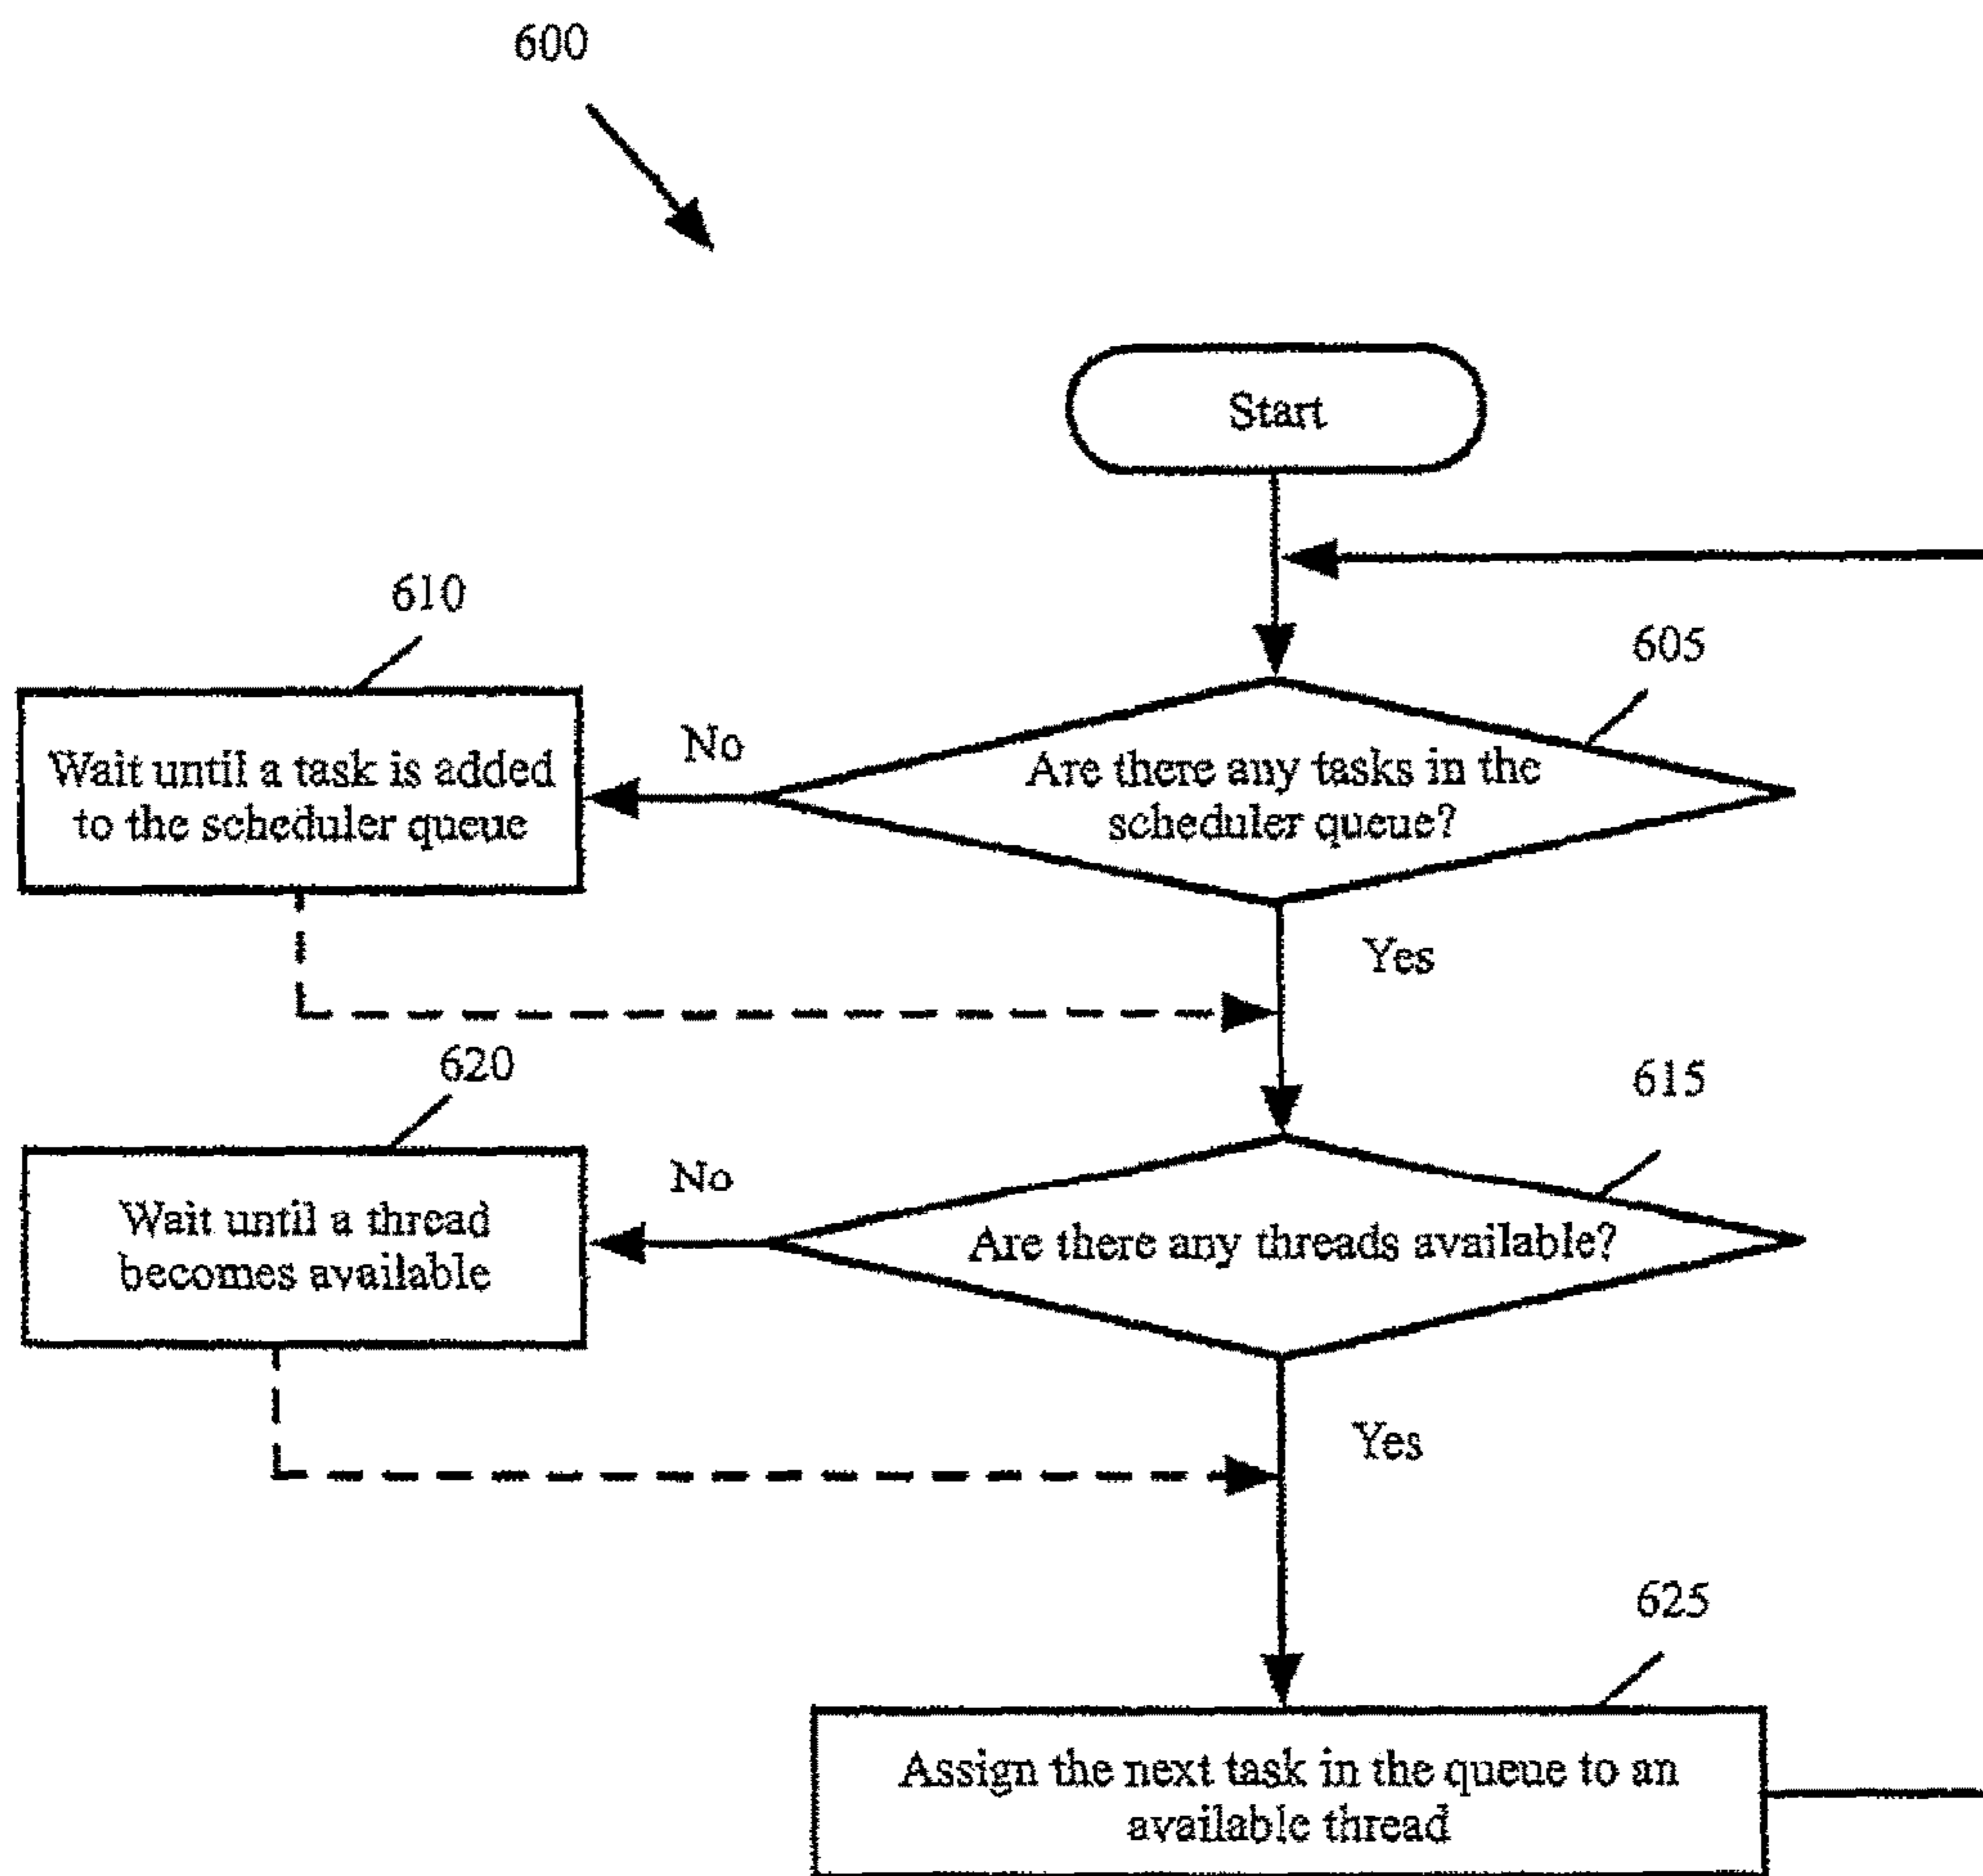 600
Start
610
605
No
Wait until a task is added
to the scheduler queue
Are there any tasks in the
scheduler queue?
Yes
620
615
No
Wait until a thread
becomes available
Are there any threads available?
Yes
625
Assign the next task in the queue to an
available thread